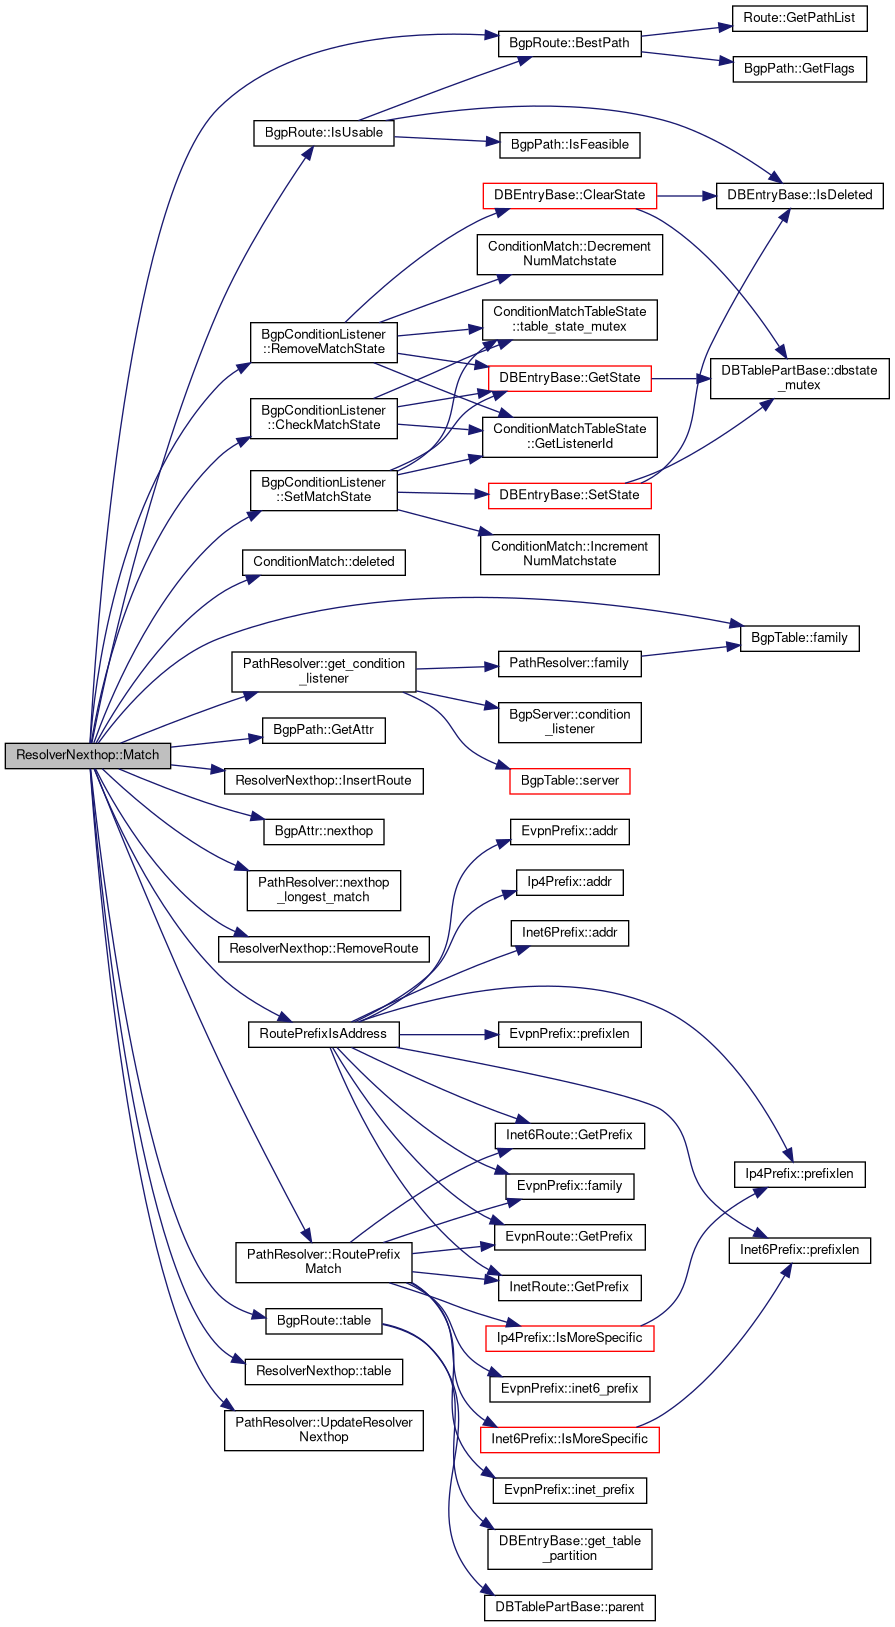 Route::GetPathList
BgpRoute::BestPath
BgpPath::GetFlags
BgpRoute::IsUsable
BgpPath::IsFeasible
DBEntryBase::ClearState
DBEntryBase::IsDeleted
ConditionMatch::Decrement
NumMatchstate
ConditionMatchTableState
::table_state_mutex
BgpConditionListener
::RemoveMatchState
DBEntryBase::GetState
DBTablePartBase::dbstate
_mutex
BgpConditionListener
::CheckMatchState
ConditionMatchTableState
::GetListenerId
BgpConditionListener
::SetMatchState
DBEntryBase::SetState
ConditionMatch::Increment
NumMatchstate
ConditionMatch::deleted
BgpTable::family
PathResolver::get_condition
_listener
PathResolver::family
BgpServer::condition
_listener
BgpPath::GetAttr
ResolverNexthop::Match
ResolverNexthop::InsertRoute
BgpTable::server
BgpAttr::nexthop
EvpnPrefix::addr
PathResolver::nexthop
_longest_match
Ip4Prefix::addr
ResolverNexthop::RemoveRoute
Inet6Prefix::addr
RoutePrefixIsAddress
EvpnPrefix::prefixlen
Inet6Route::GetPrefix
Ip4Prefix::prefixlen
EvpnPrefix::family
EvpnRoute::GetPrefix
Inet6Prefix::prefixlen
PathResolver::RoutePrefix
Match
InetRoute::GetPrefix
BgpRoute::table
Ip4Prefix::IsMoreSpecific
ResolverNexthop::table
EvpnPrefix::inet6_prefix
PathResolver::UpdateResolver
Nexthop
Inet6Prefix::IsMoreSpecific
EvpnPrefix::inet_prefix
DBEntryBase::get_table
_partition
DBTablePartBase::parent